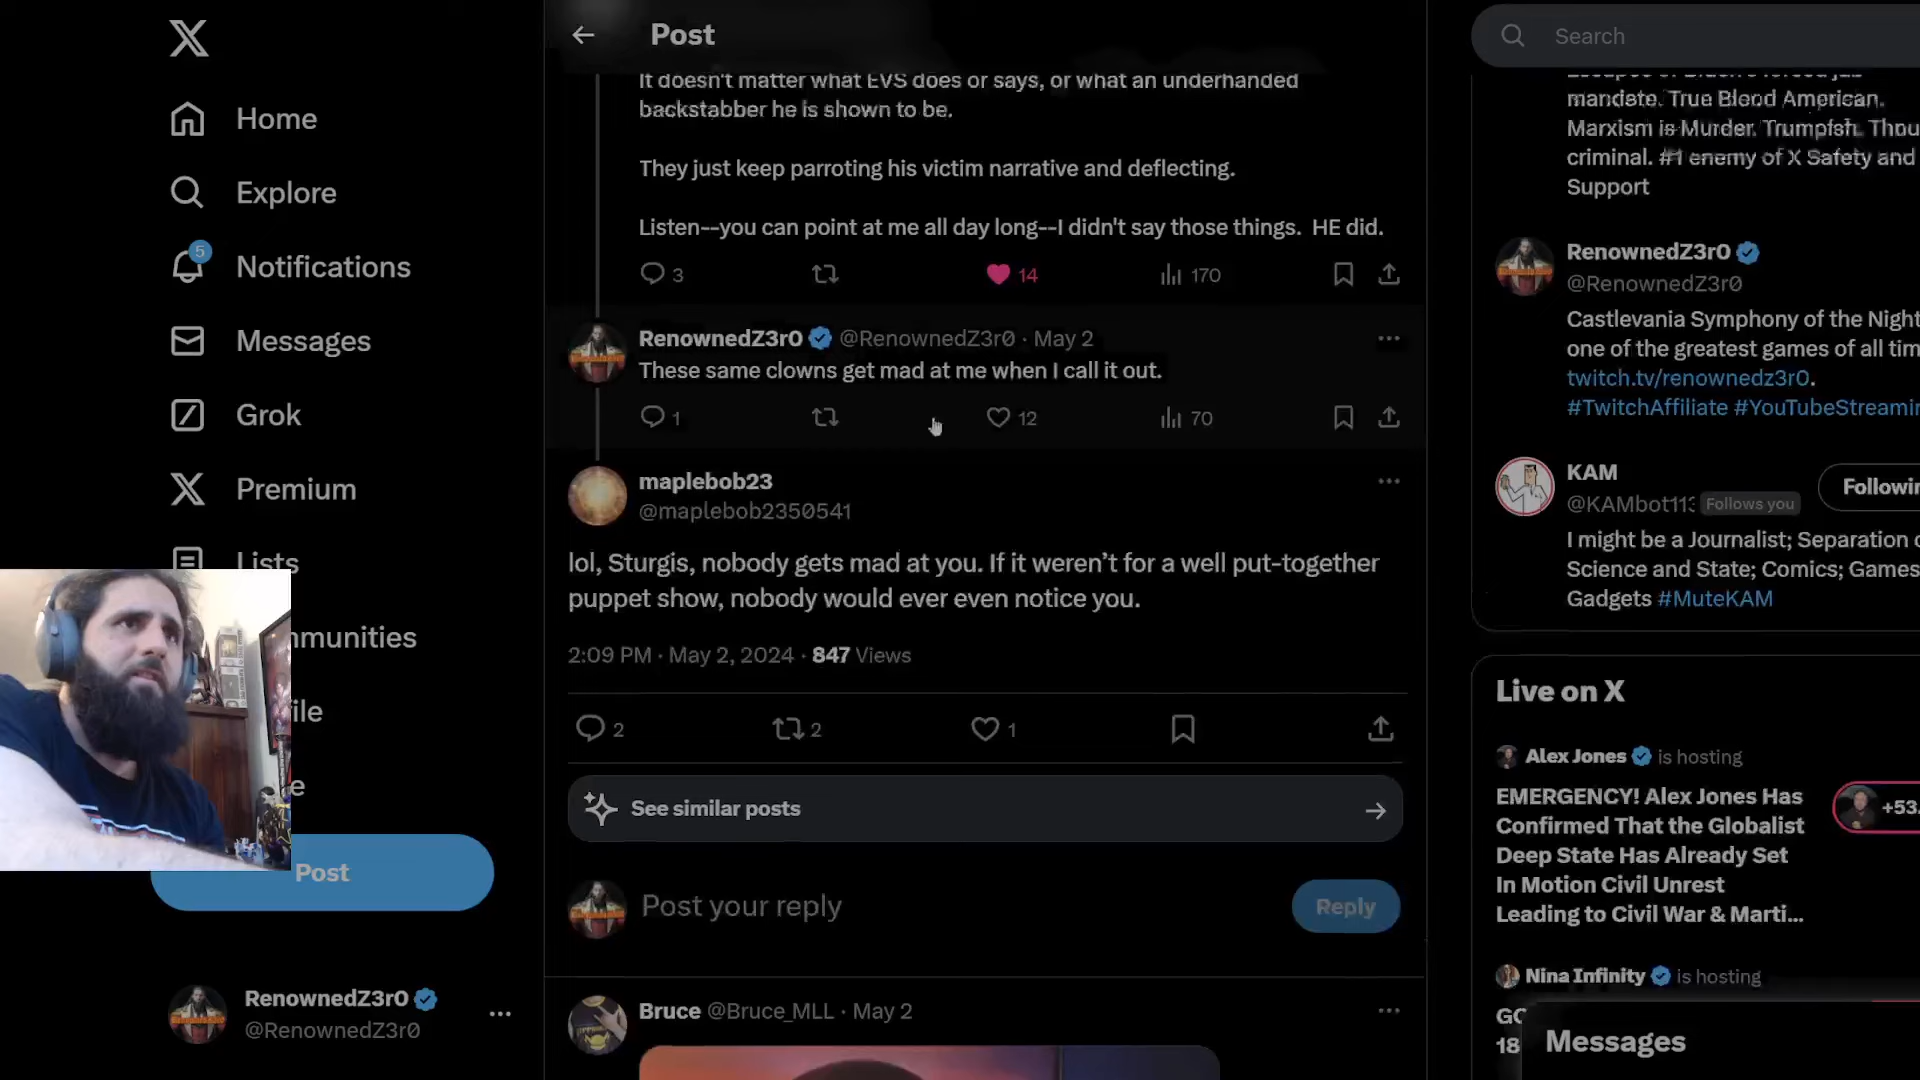 Home
Explore
5
Notifications
Messages
Grok
Premium
Lists
mmunities
file
e
Post
RenownedZ3r0
@RenownedZ3r0
Post
It doesn't matter what EVS does or says, or what an underhanded
backstabber he is shown to be.
They just keep parroting his victim narrative and deflecting.
Listen--you can point at me all day long--I didn't say those things. HE did.
3 14 170
RenownedZ3r0 @RenownedZ3r0 · May 2
These same clowns get mad at me when I call it out.
1 12 70
maplebob23
@maplebob2350541
lol, Sturgis, nobody gets mad at you. If it weren’t for a well put-together
puppet show, nobody would ever even notice you.
2:09 PM · May 2, 2024 · 847 Views
2 2 1
See similar posts
Post your reply
Reply
Bruce @Bruce_MLL · May 2
Search
mandate. True Blood American.
Marxism is Murder. Trumpfsh. Thou
criminal. #1 enemy of X Safety and
Support
RenownedZ3r0
@RenownedZ3r0
Castlevania Symphony of the Night
one of the greatest games of all tim
twitch.tv/renownedz3r0.
#TwitchAffiliate #YouTubeStreamin
KAM
@KAMbot113 Follows you
Followin
I might be a Journalist; Separation o
Science and State; Comics; Games
Gadgets #MuteKAM
Live on X
Alex Jones is hosting
EMERGENCY! Alex Jones Has
Confirmed That the Globalist
Deep State Has Already Set
In Motion Civil Unrest
Leading to Civil War & Marti...
+53.
Nina Infinity is hosting
GO
18
Messages